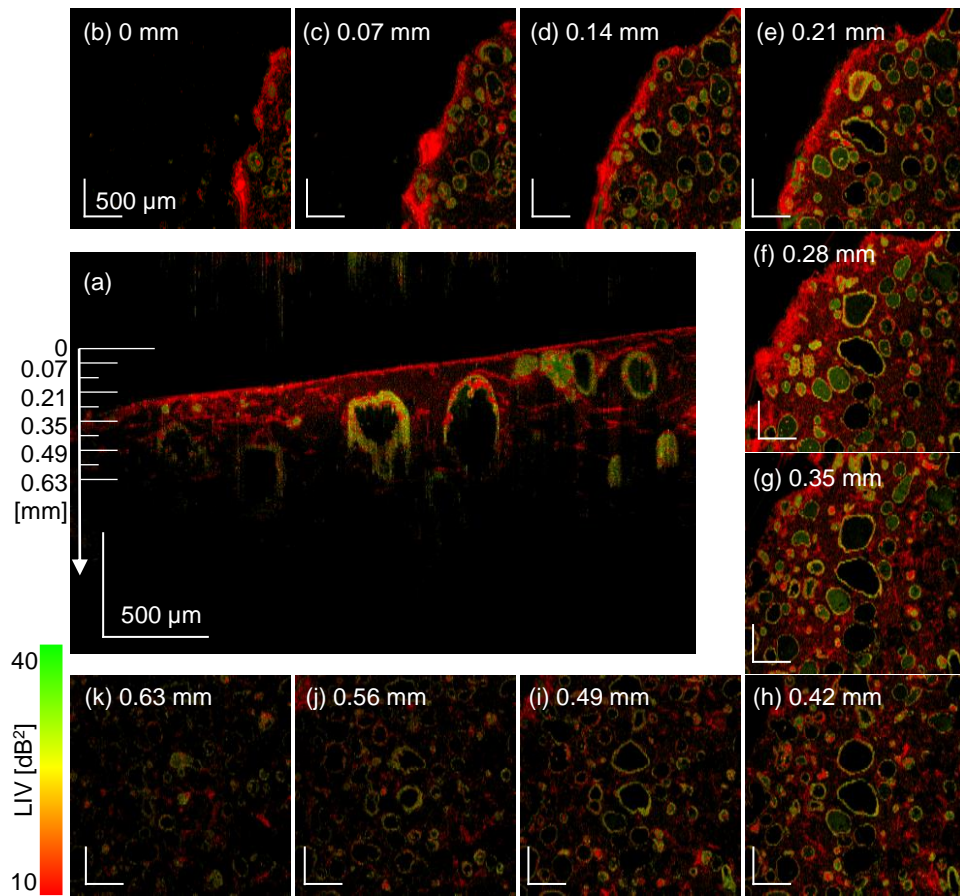 (b) 0 mm
(c) 0.07 mm
(d) 0.14 mm
(e) 0.21 mm
500 µm
(f) 0.28 mm
(a)
0
0.07
0.21
0.35
0.49
0.63
[mm]
500 µm
(g) 0.35 mm
40
LIV [dB²]
10
(k) 0.63 mm
(j) 0.56 mm
(i) 0.49 mm
(h) 0.42 mm